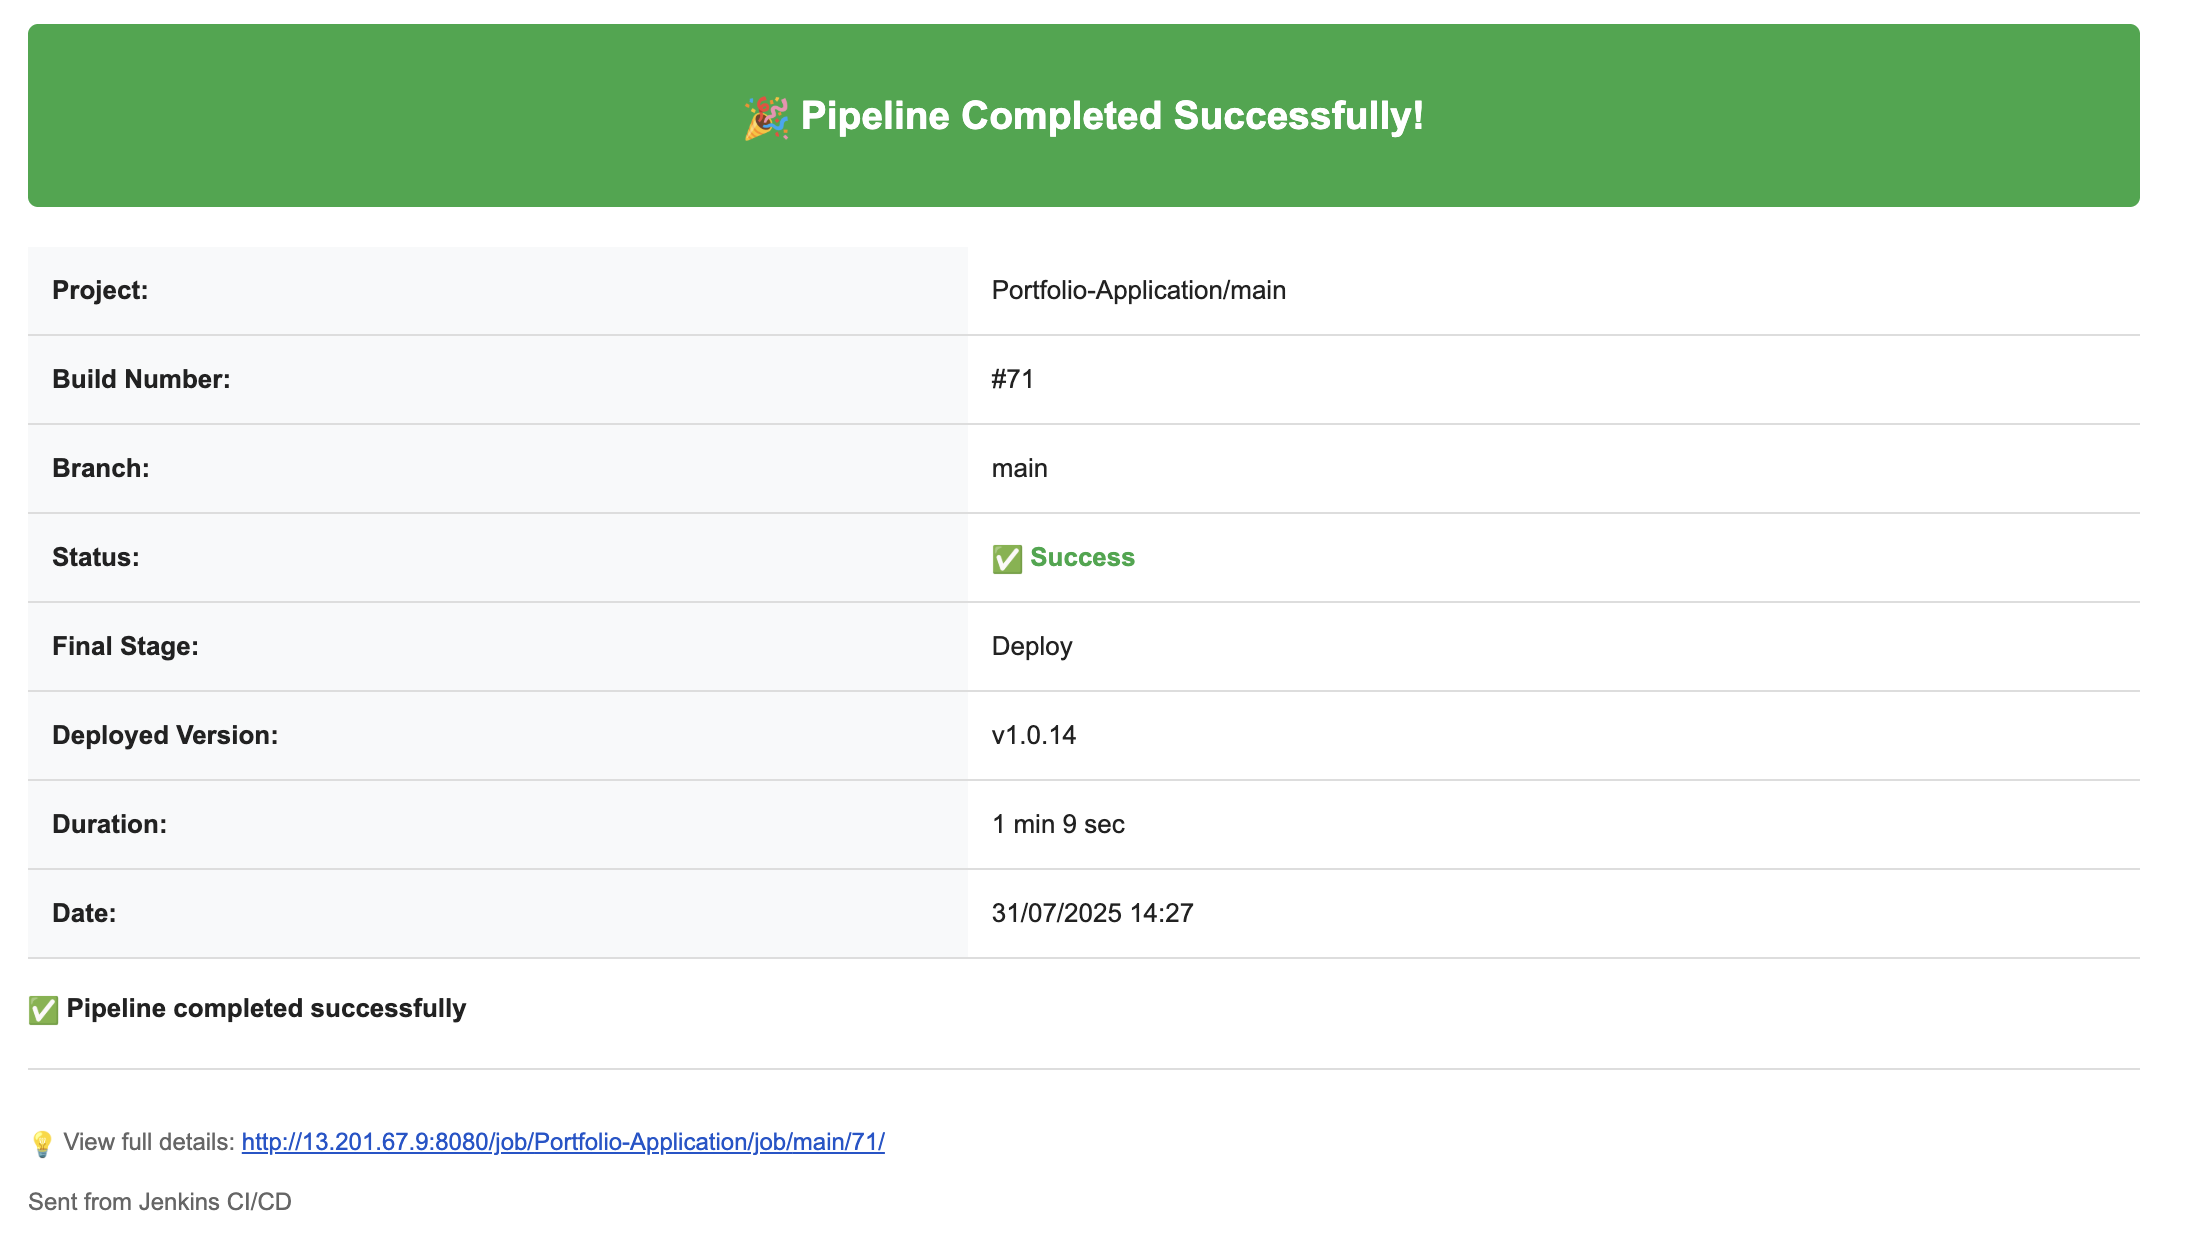 🎉 Pipeline Completed Successfully!
Project: Portfolio-Application/main
Build Number: #71
Branch: main
Status: ✅ Success
Final Stage: Deploy
Deployed Version: v1.0.14
Duration: 1 min 9 sec
Date: 31/07/2025 14:27
✅ Pipeline completed successfully
💡 View full details: http://13.201.67.9:8080/job/Portfolio-Application/job/main/71/
Sent from Jenkins CI/CD